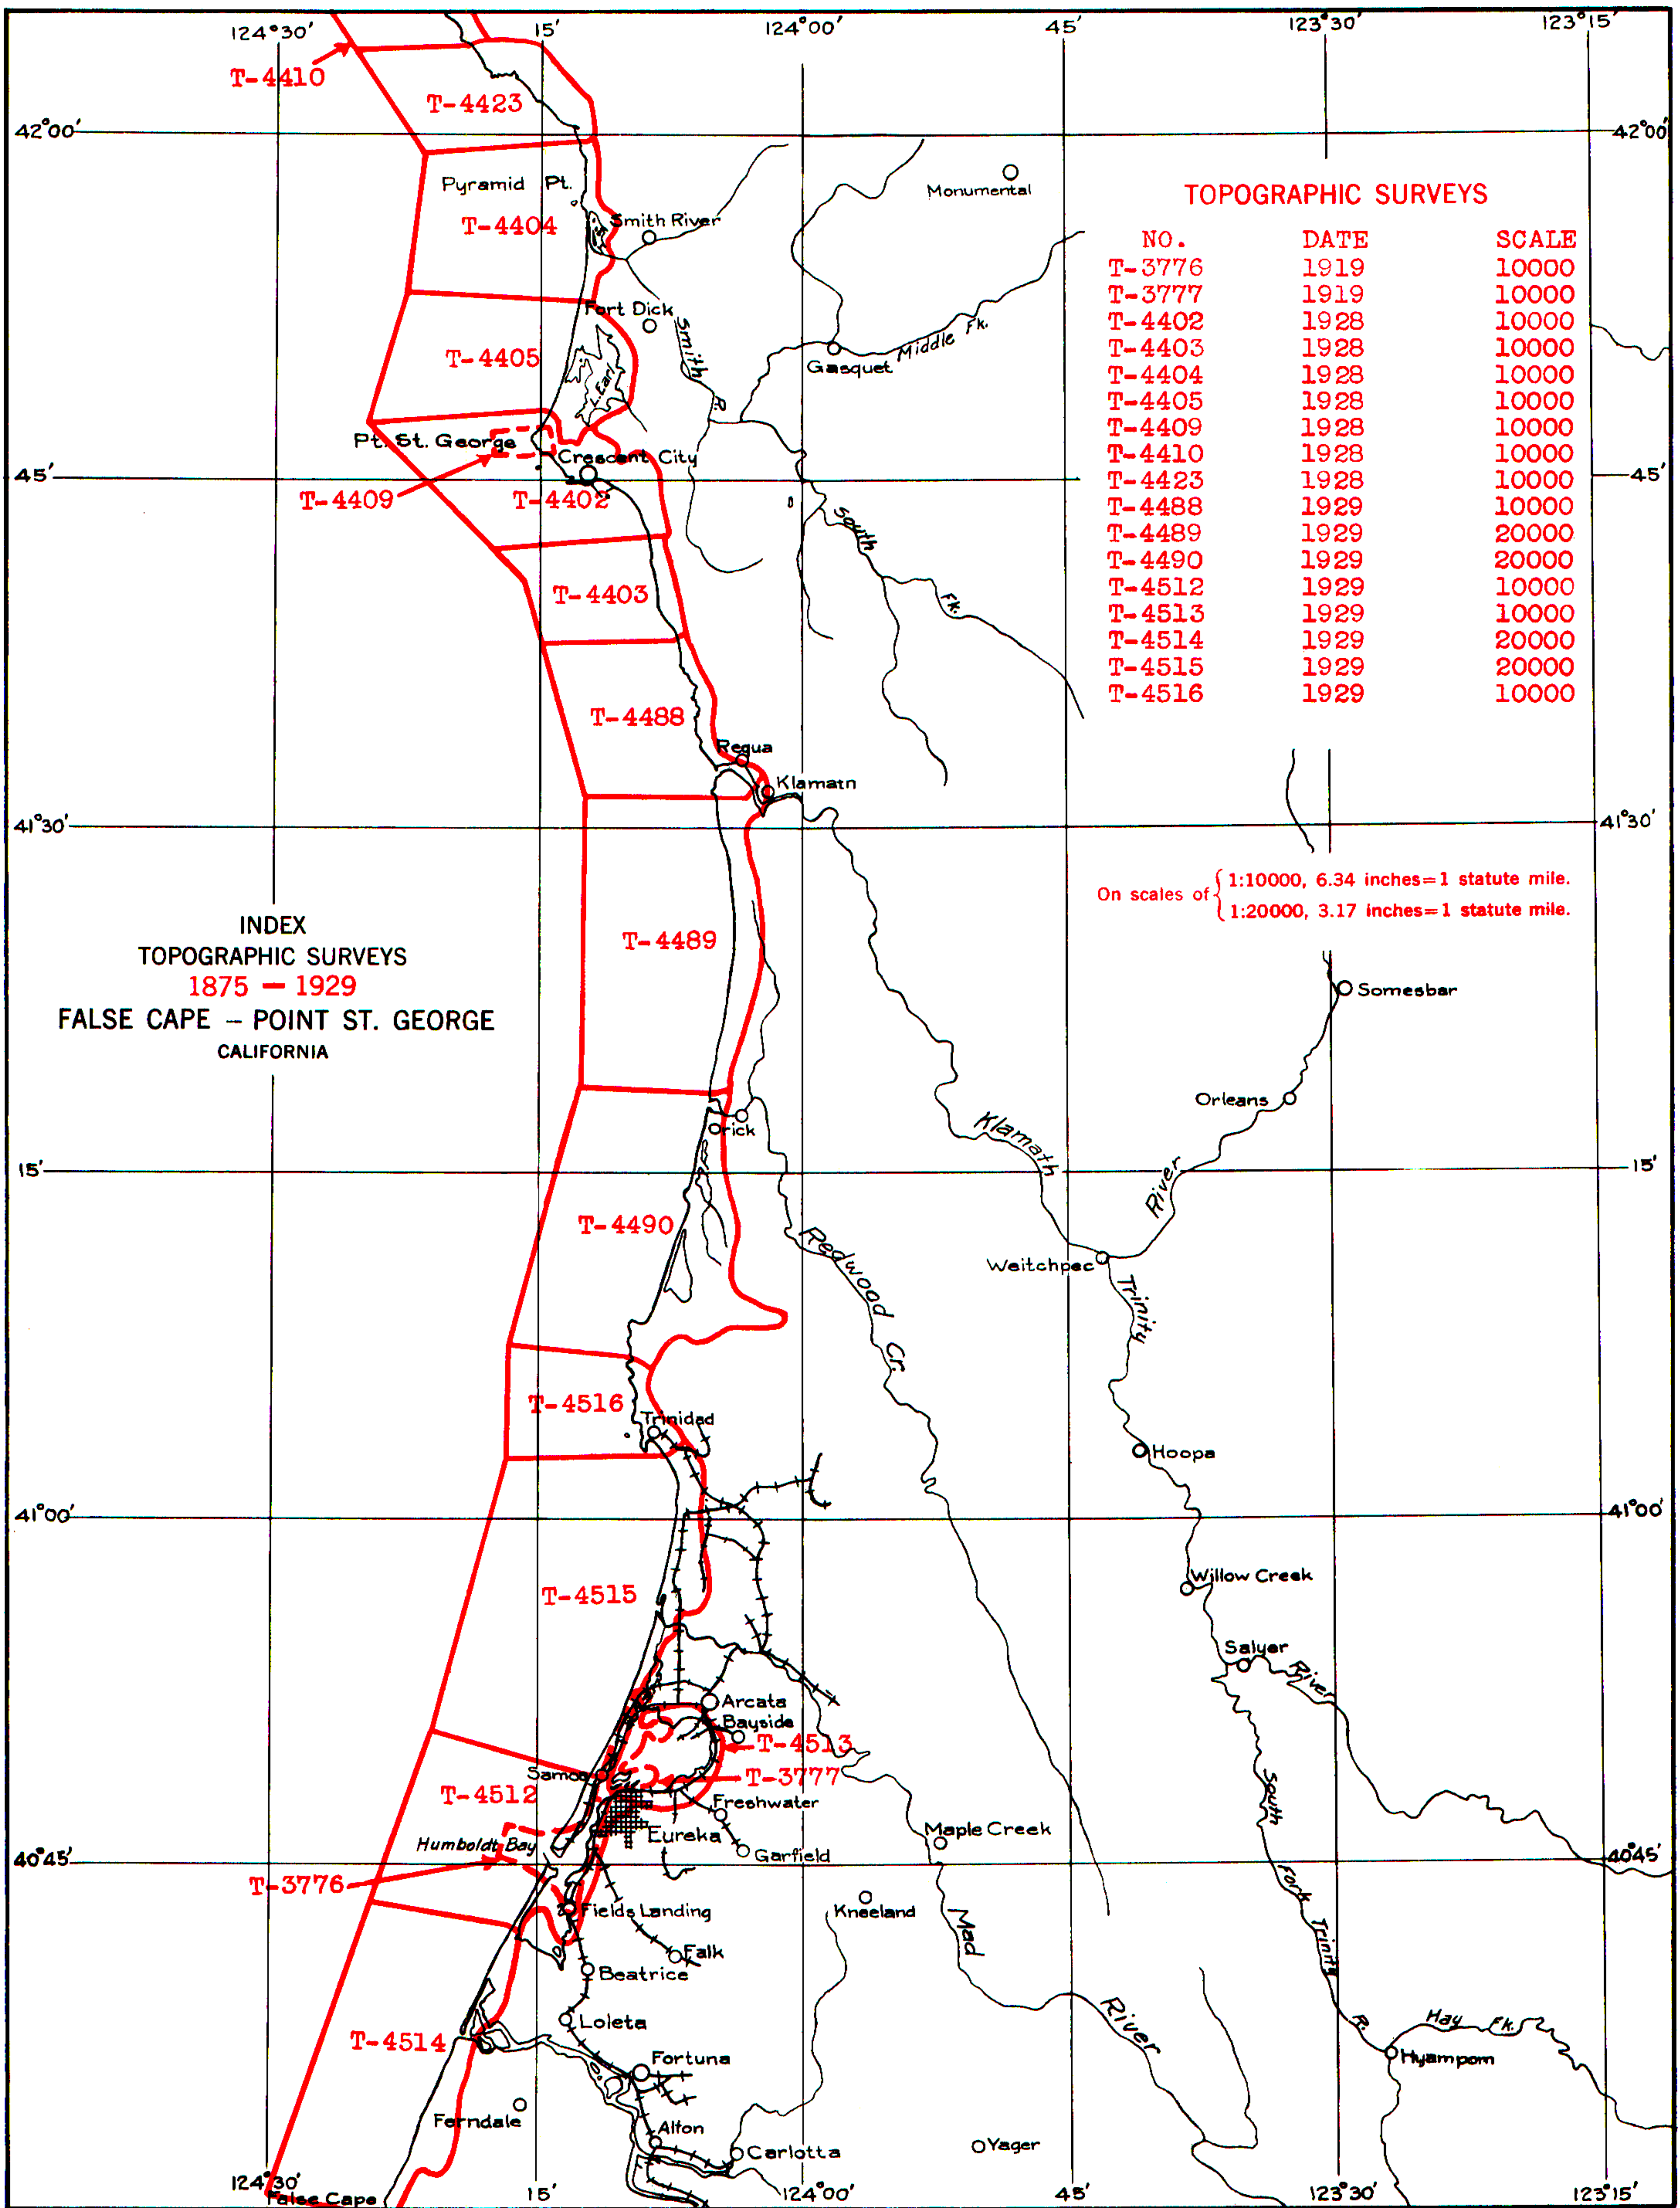 124°30'
15'
124°00'
45'
123°30'
123°15'
T-4410
T-4423
42°00'
42°00'
Pyramid Pt.
T-4404
Smith River
Monumental
TOPOGRAPHIC SURVEYS
NO. DATE SCALE
T-3776 1919 10000
T-3777 1919 10000
T-4402 1928 10000
T-4403 1928 10000
T-4404 1928 10000
T-4405 1928 10000
T-4409 1928 10000
T-4410 1928 10000
T-4423 1928 10000
T-4488 1929 10000
T-4489 1929 20000
T-4490 1929 20000
T-4512 1929 10000
T-4513 1929 10000
T-4514 1929 20000
T-4515 1929 20000
T-4516 1929 10000
Fort Dick
Smith
R.
Middle Fk.
Gasquet
T-4405
L. Earl
Pt. St. George
Crescent City
45'
45'
T-4409
T-4402
South
Fk.
T-4403
T-4488
Requa
Klamath
41°30'
41°30'
On scales of
1:10000, 6.34 inches=1 statute mile.
1:20000, 3.17 inches=1 statute mile.
INDEX
TOPOGRAPHIC SURVEYS
1875 — 1929
FALSE CAPE – POINT ST. GEORGE
CALIFORNIA
T-4489
Somesbar
Orleans
Orick
Klamath
River
15'
15'
T-4490
Redwood
Cr.
Weitchpec
Trinity
T-4516
Trinidad
Hoopa
41°00'
41°00'
T-4515
Willow Creek
Salyer
River
Arcata
Bayside
T-4513
Samoa
T-3777
T-4512
Freshwater
South
Eureka
Maple Creek
Humboldt Bay
Garfield
40°45'
40°45'
T-3776
Fork
Kneeland
Fields Landing
Mad
Trinity
Falk
Beatrice
River
Loleta
R.
Hay Fk.
T-4514
Fortuna
Hyampom
Ferndale
Alton
Carlotta
Yager
124°30'
15'
124°00'
45'
123°30'
123°15'
False Cape